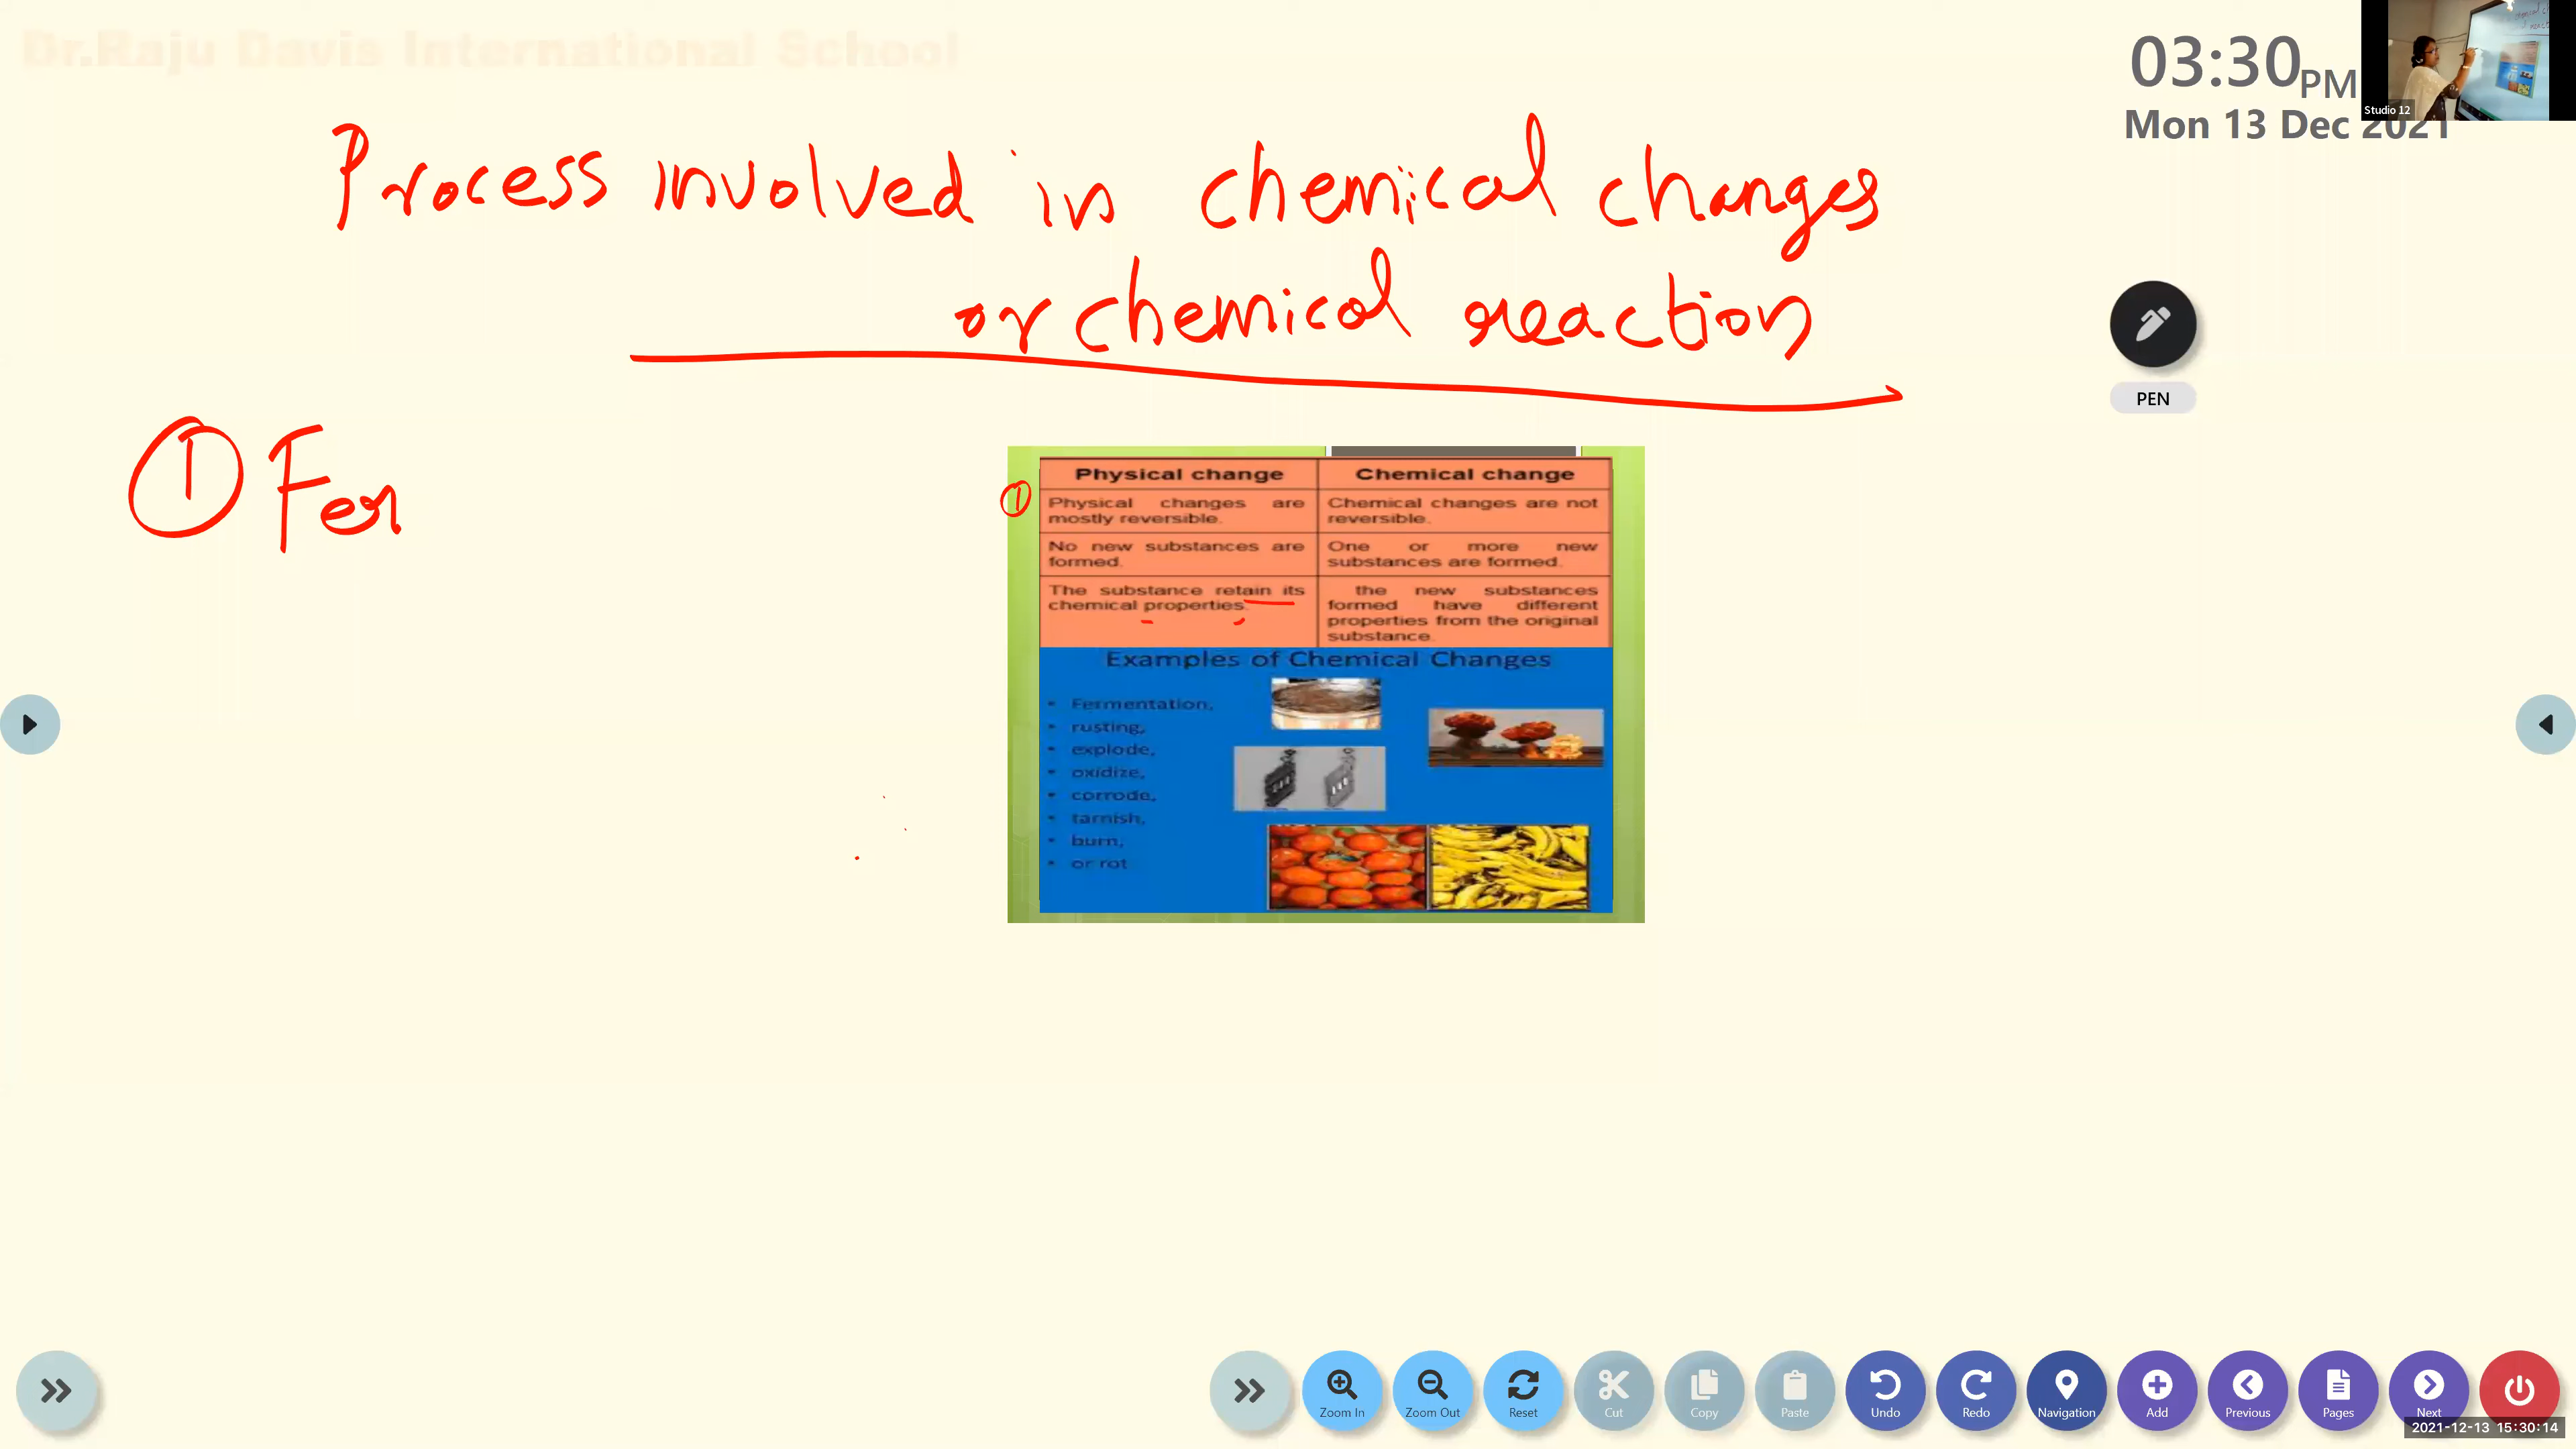 Dr.Raju Davis International School
03:30 PM
Studio 12
Mon 13 Dec 2021
Process involved in chemical changes
or chemical reaction
PEN
① Fer
①
Physical change
Chemical change
Physical changes are
mostly reversible.
Chemical changes are not
reversible.
No new substances are
formed.
One or more new
substances are formed.
The substance retain its
chemical properties.
the new substances
formed have different
properties from the original
substance.
Examples of Chemical Changes
• Fermentation,
• rusting,
• explode,
• oxidize,
• corrode,
• tarnish,
• burn,
• or rot
Zoom In
Zoom Out
Reset
Cut
Copy
Paste
Undo
Redo
Navigation
Add
Previous
Pages
Next
2021-12-13 15:30:14